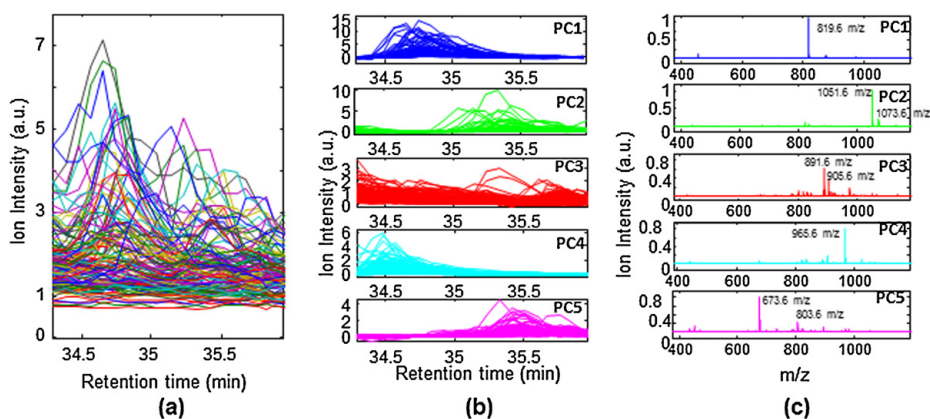 Ion Intensity (a.u.)
7
5
3
1
0
34.5 35 35.5
Retention time (min)
(a)
Ion Intensity (a.u.)
15
10
5
0
PC1
34.5 35 35.5
10
5
0
PC2
34.5 35 35.5
3
2
1
0
PC3
34.5 35 35.5
6
4
2
0
PC4
34.5 35 35.5
4
2
0
PC5
34.5 35 35.5
Retention time (min)
(b)
Ion Intensity (a.u.)
1
0.5
0
819.6 m/z
PC1
400 600 800 1000
1
0.5
0
1051.6 m/z
PC2
1073.6 m/z
400 600 800 1000
0.8
0.4
0
891.6 m/z
PC3
905.6 m/z
400 600 800 1000
0.8
0.4
0
965.6 m/z
PC4
400 600 800 1000
0.8
0.4
0
673.6 m/z
PC5
803.6 m/z
400 600 800 1000
m/z
(c)